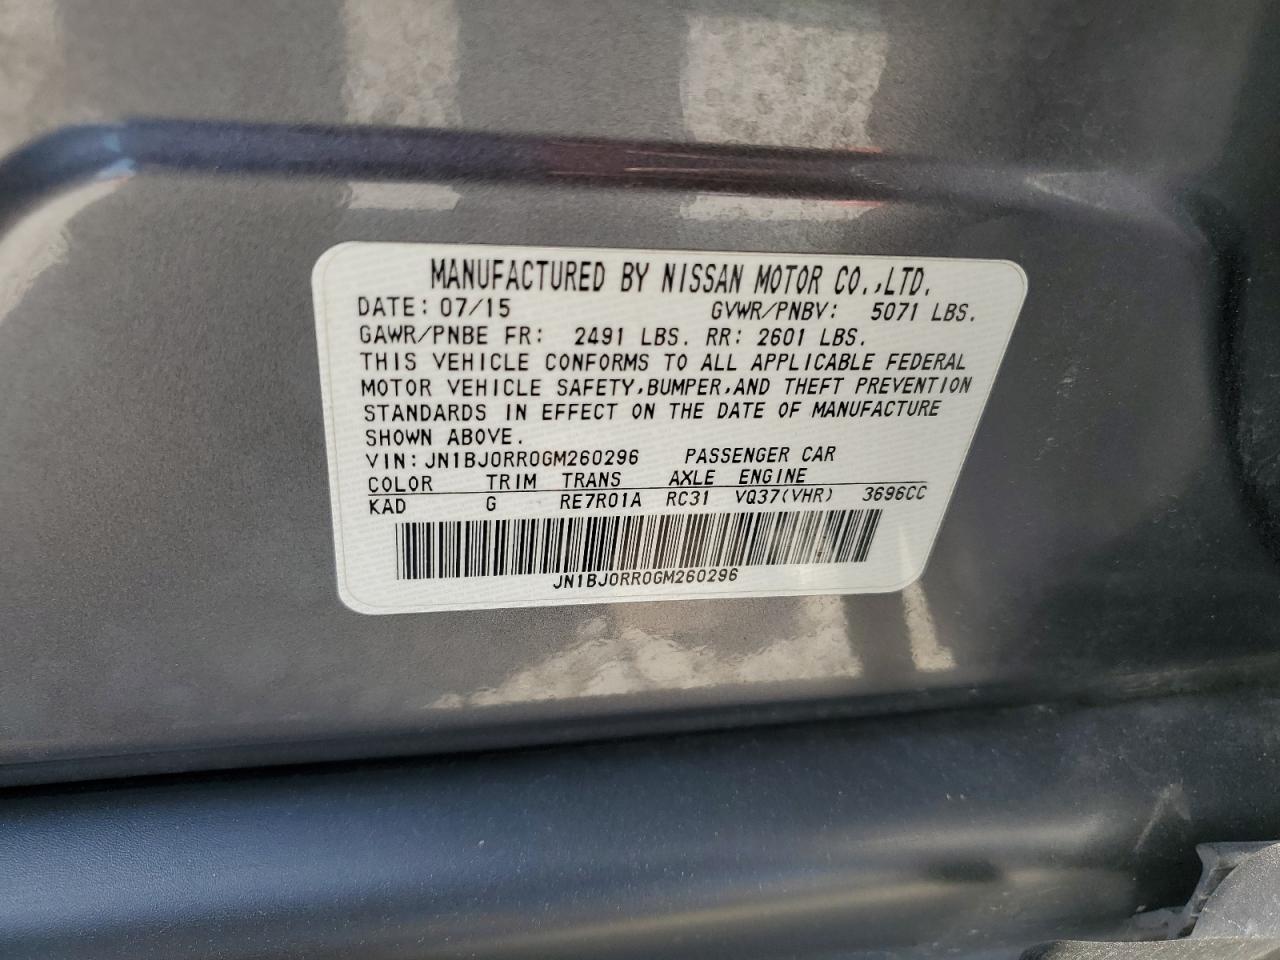 MANUFACTURED BY NISSAN MOTOR CO.,LTD.
DATE: 07/15 GVWR/PNBV: 5071 LBS.
GAWR/PNBE FR: 2491 LBS. RR: 2601 LBS.
THIS VEHICLE CONFORMS TO ALL APPLICABLE FEDERAL
MOTOR VEHICLE SAFETY,BUMPER,AND THEFT PREVENTION
STANDARDS IN EFFECT ON THE DATE OF MANUFACTURE
SHOWN ABOVE.
VIN: JN1BJ0RR0GM260296 PASSENGER CAR
COLOR TRIM TRANS AXLE ENGINE
KAD G RE7R01A RC31 VQ37(VHR) 3696CC
JN1BJ0RR0GM260296